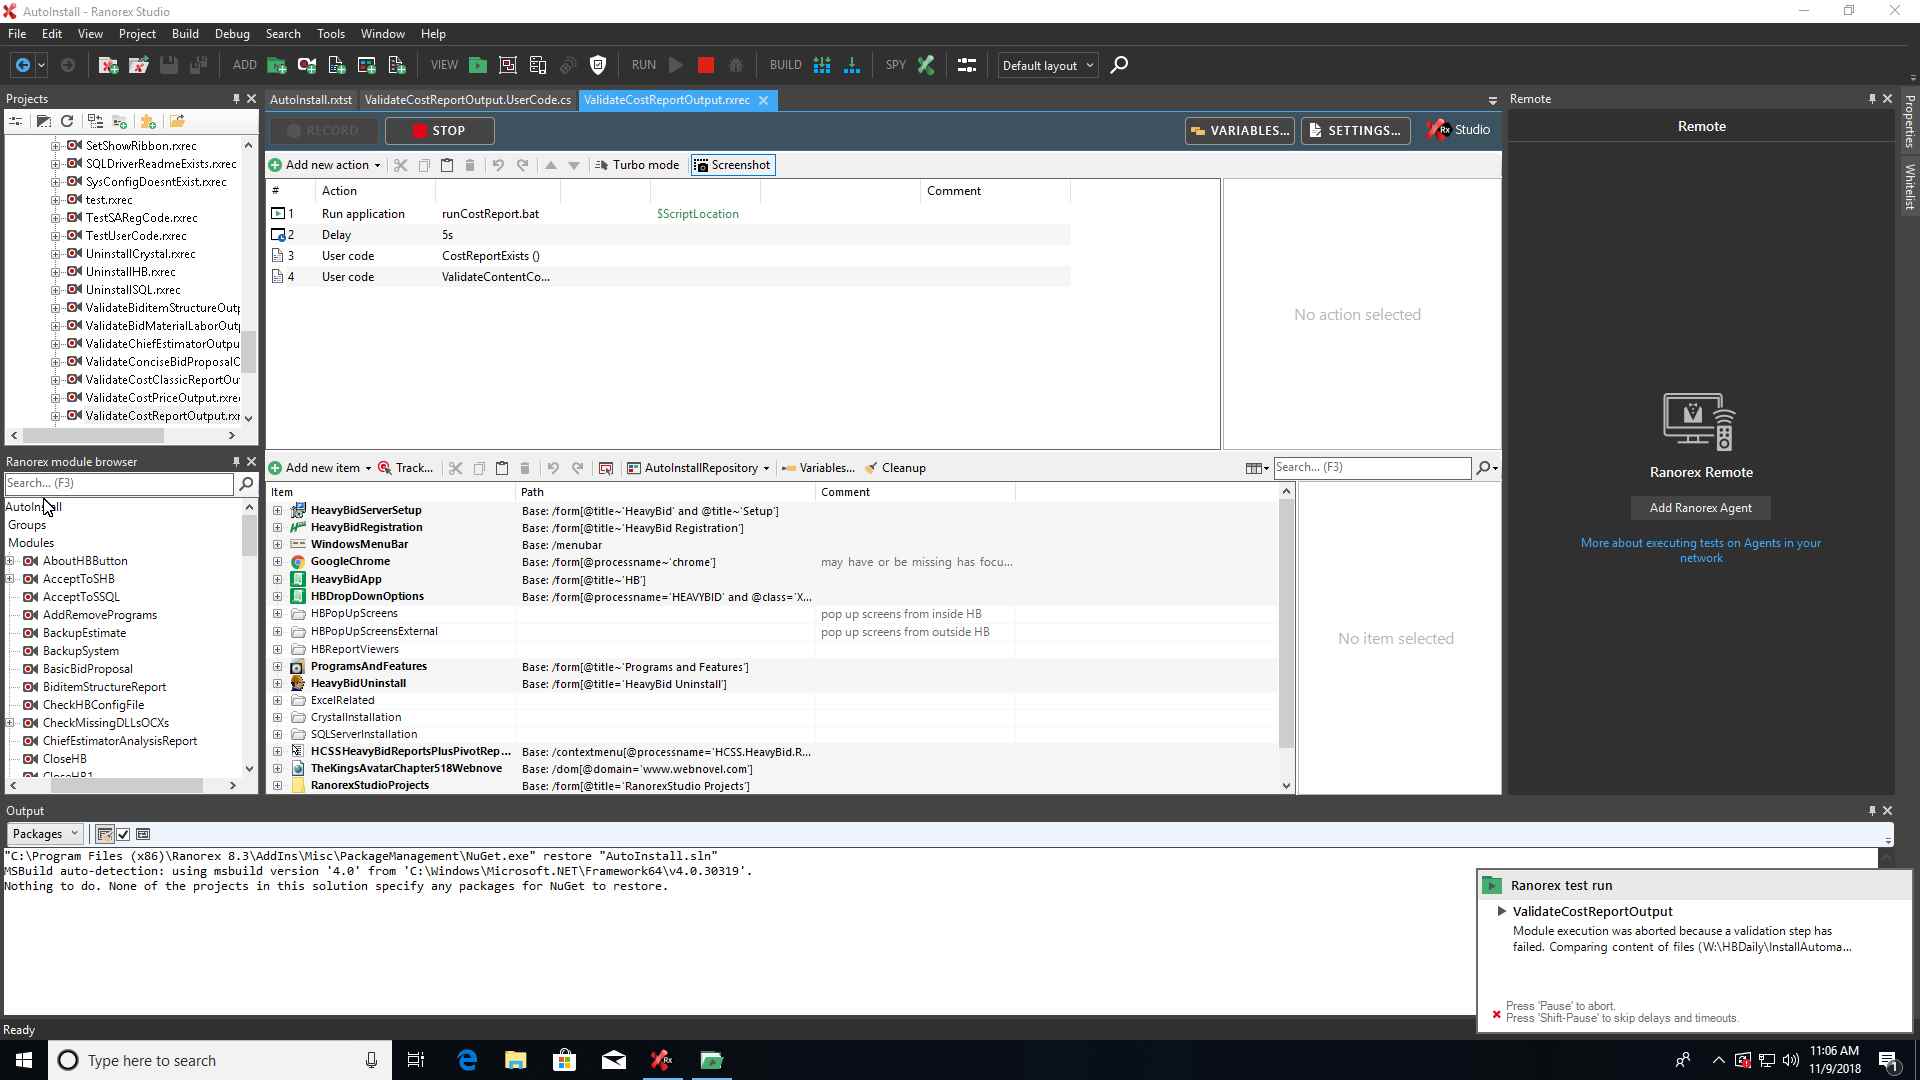 AutoInstall - Ranorex Studio
File Edit View Project Build Debug Search Tools Window Help
ADD VIEW RUN BUILD SPY Default layout
Projects
SetShowRibbon.rxrec
SQLDriverReadmeExists.rxrec
SysConfigDoesntExist.rxrec
test.rxrec
TestSARegCode.rxrec
TestUserCode.rxrec
UninstallCrystal.rxrec
UninstallHB.rxrec
UninstallSQL.rxrec
ValidateBiditemStructureOutp
ValidateBidMaterialLaborOutp
ValidateChiefEstimatorOutpu
ValidateConciseBidProposalC
ValidateCostClassicReportOu
ValidateCostPriceOutput.rxre
ValidateCostReportOutput.rxr
Ranorex module browser
Search... (F3)
AutoInstall
Groups
Modules
AboutHBButton
AcceptToSHB
AcceptToSSQL
AddRemovePrograms
BackupEstimate
BackupSystem
BasicBidProposal
BiditemStructureReport
CheckHBConfigFile
CheckMissingDLLsOCXs
ChiefEstimatorAnalysisReport
CloseHB
CloseHB1
AutoInstall.rxtst ValidateCostReportOutput.UserCode.cs ValidateCostReportOutput.rxrec
RECORD STOP VARIABLES... SETTINGS... Rx Studio
Add new action Turbo mode Screenshot
# Action Comment
1 Run application runCostReport.bat $ScriptLocation
2 Delay 5s
3 User code CostReportExists ()
4 User code ValidateContentCo...
No action selected
Add new item Track... AutoInstallRepository Variables... Cleanup Search... (F3)
Item Path Comment
HeavyBidServerSetup Base: /form[@title~'HeavyBid' and @title~'Setup']
HeavyBidRegistration Base: /form[@title~'HeavyBid Registration']
WindowsMenuBar Base: /menubar
GoogleChrome Base: /form[@processname~'chrome'] may have or be missing has focu...
HeavyBidApp Base: /form[@title~'HB']
HBDropDownOptions Base: /form[@processname='HEAVYBID' and @class='X...
HBPopUpScreens pop up screens from inside HB
HBPopUpScreensExternal pop up screens from outside HB
HBReportViewers
ProgramsAndFeatures Base: /form[@title~'Programs and Features']
HeavyBidUninstall Base: /form[@title='HeavyBid Uninstall']
ExcelRelated
CrystalInstallation
SQLServerInstallation
HCSSHeavyBidReportsPlusPivotRep... Base: /contextmenu[@processname='HCSS.HeavyBid.R...
TheKingsAvatarChapter518Webnove Base: /dom[@domain='www.webnovel.com']
RanorexStudioProjects Base: /form[@title='RanorexStudio Projects']
No item selected
Remote
Remote
Ranorex Remote
Add Ranorex Agent
More about executing tests on Agents in your
network
Properties
Whitelist
Output
Packages
"C:\Program Files (x86)\Ranorex 8.3\AddIns\Misc\PackageManagement\NuGet.exe" restore "AutoInstall.sln"
MSBuild auto-detection: using msbuild version '4.0' from 'C:\Windows\Microsoft.NET\Framework64\v4.0.30319'.
Nothing to do. None of the projects in this solution specify any packages for NuGet to restore.
Ranorex test run
ValidateCostReportOutput
Module execution was aborted because a validation step has
failed. Comparing content of files (W:\HBDaily\InstallAutoma...
Press 'Pause' to abort.
Press 'Shift-Pause' to skip delays and timeouts.
Ready
Type here to search
11:06 AM
11/9/2018
1